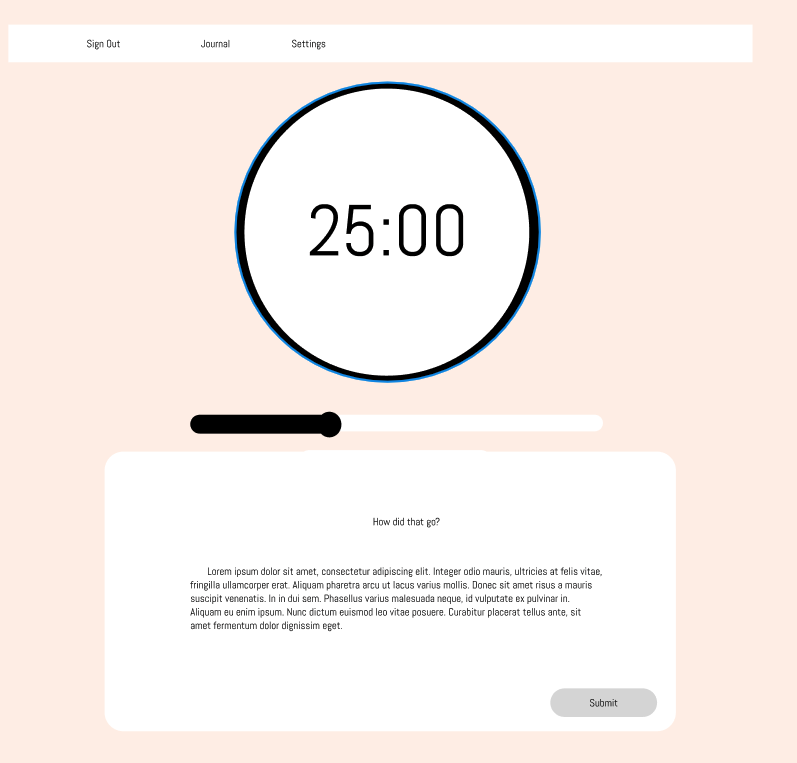 Sign Out Journal Settings
25:00
How did that go?
Lorem ipsum dolor sit amet, consectetur adipiscing elit. Integer odio mauris, ultricies at felis vitae,
fringilla ullamcorper erat. Aliquam pharetra arcu ut lacus varius mollis. Donec sit amet risus a mauris
suscipit venenatis. In in dui sem. Phasellus varius malesuada neque, id vulputate ex pulvinar in.
Aliquam eu enim ipsum. Nunc dictum euismod leo vitae posuere. Curabitur placerat tellus ante, sit
amet fermentum dolor dignissim eget.
Submit